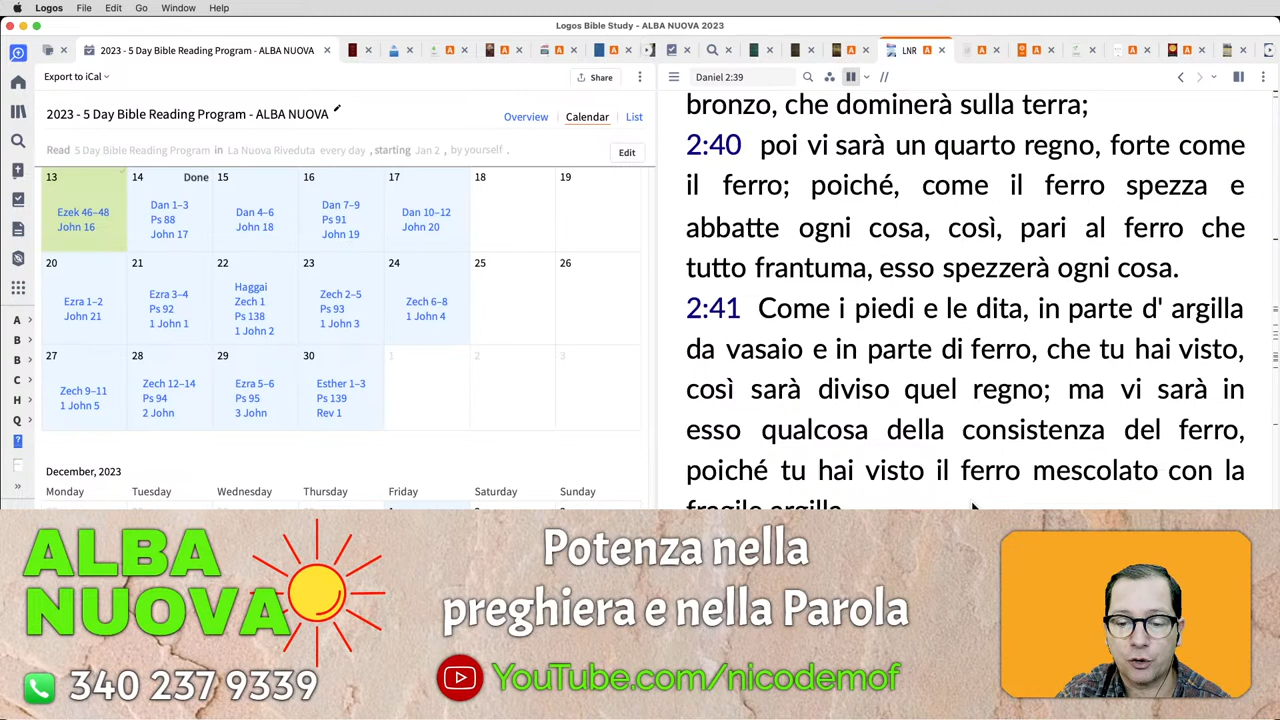 Logos File Edit Go Window Help
Logos Bible Study - ALBA NUOVA 2023
2023 - 5 Day Bible Reading Program - ALBA NUOVA
LNR
Export to iCal
Share
Daniel 2:39
2023 - 5 Day Bible Reading Program - ALBA NUOVA
Overview Calendar List
Read 5 Day Bible Reading Program in La Nuova Riveduta every day , starting Jan 2 , by yourself .
Edit
13 14 Done 15 16 17 18 19
Ezek 46–48
John 16
Dan 1–3
Ps 88
John 17
Dan 4–6
John 18
Dan 7–9
Ps 91
John 19
Dan 10–12
John 20
20 21 22 23 24 25 26
Ezra 1–2
John 21
Ezra 3–4
Ps 92
1 John 1
Haggai
Zech 1
Ps 138
1 John 2
Zech 2–5
Ps 93
1 John 3
Zech 6–8
1 John 4
27 28 29 30 1 2 3
Zech 9–11
1 John 5
Zech 12–14
Ps 94
2 John
Ezra 5–6
Ps 95
3 John
Esther 1–3
Ps 139
Rev 1
December, 2023
Monday Tuesday Wednesday Thursday Friday Saturday Sunday
A
B
B
C
H
Q
bronzo, che dominerà sulla terra;
2:40 poi vi sarà un quarto regno, forte come
il ferro; poiché, come il ferro spezza e
abbatte ogni cosa, così, pari al ferro che
tutto frantuma, esso spezzerà ogni cosa.
2:41 Come i piedi e le dita, in parte d' argilla
da vasaio e in parte di ferro, che tu hai visto,
così sarà diviso quel regno; ma vi sarà in
esso qualcosa della consistenza del ferro,
poiché tu hai visto il ferro mescolato con la
fragile argilla.
ALBA
NUOVA
340 237 9339
Potenza nella
preghiera e nella Parola
YouTube.com/nicodemof